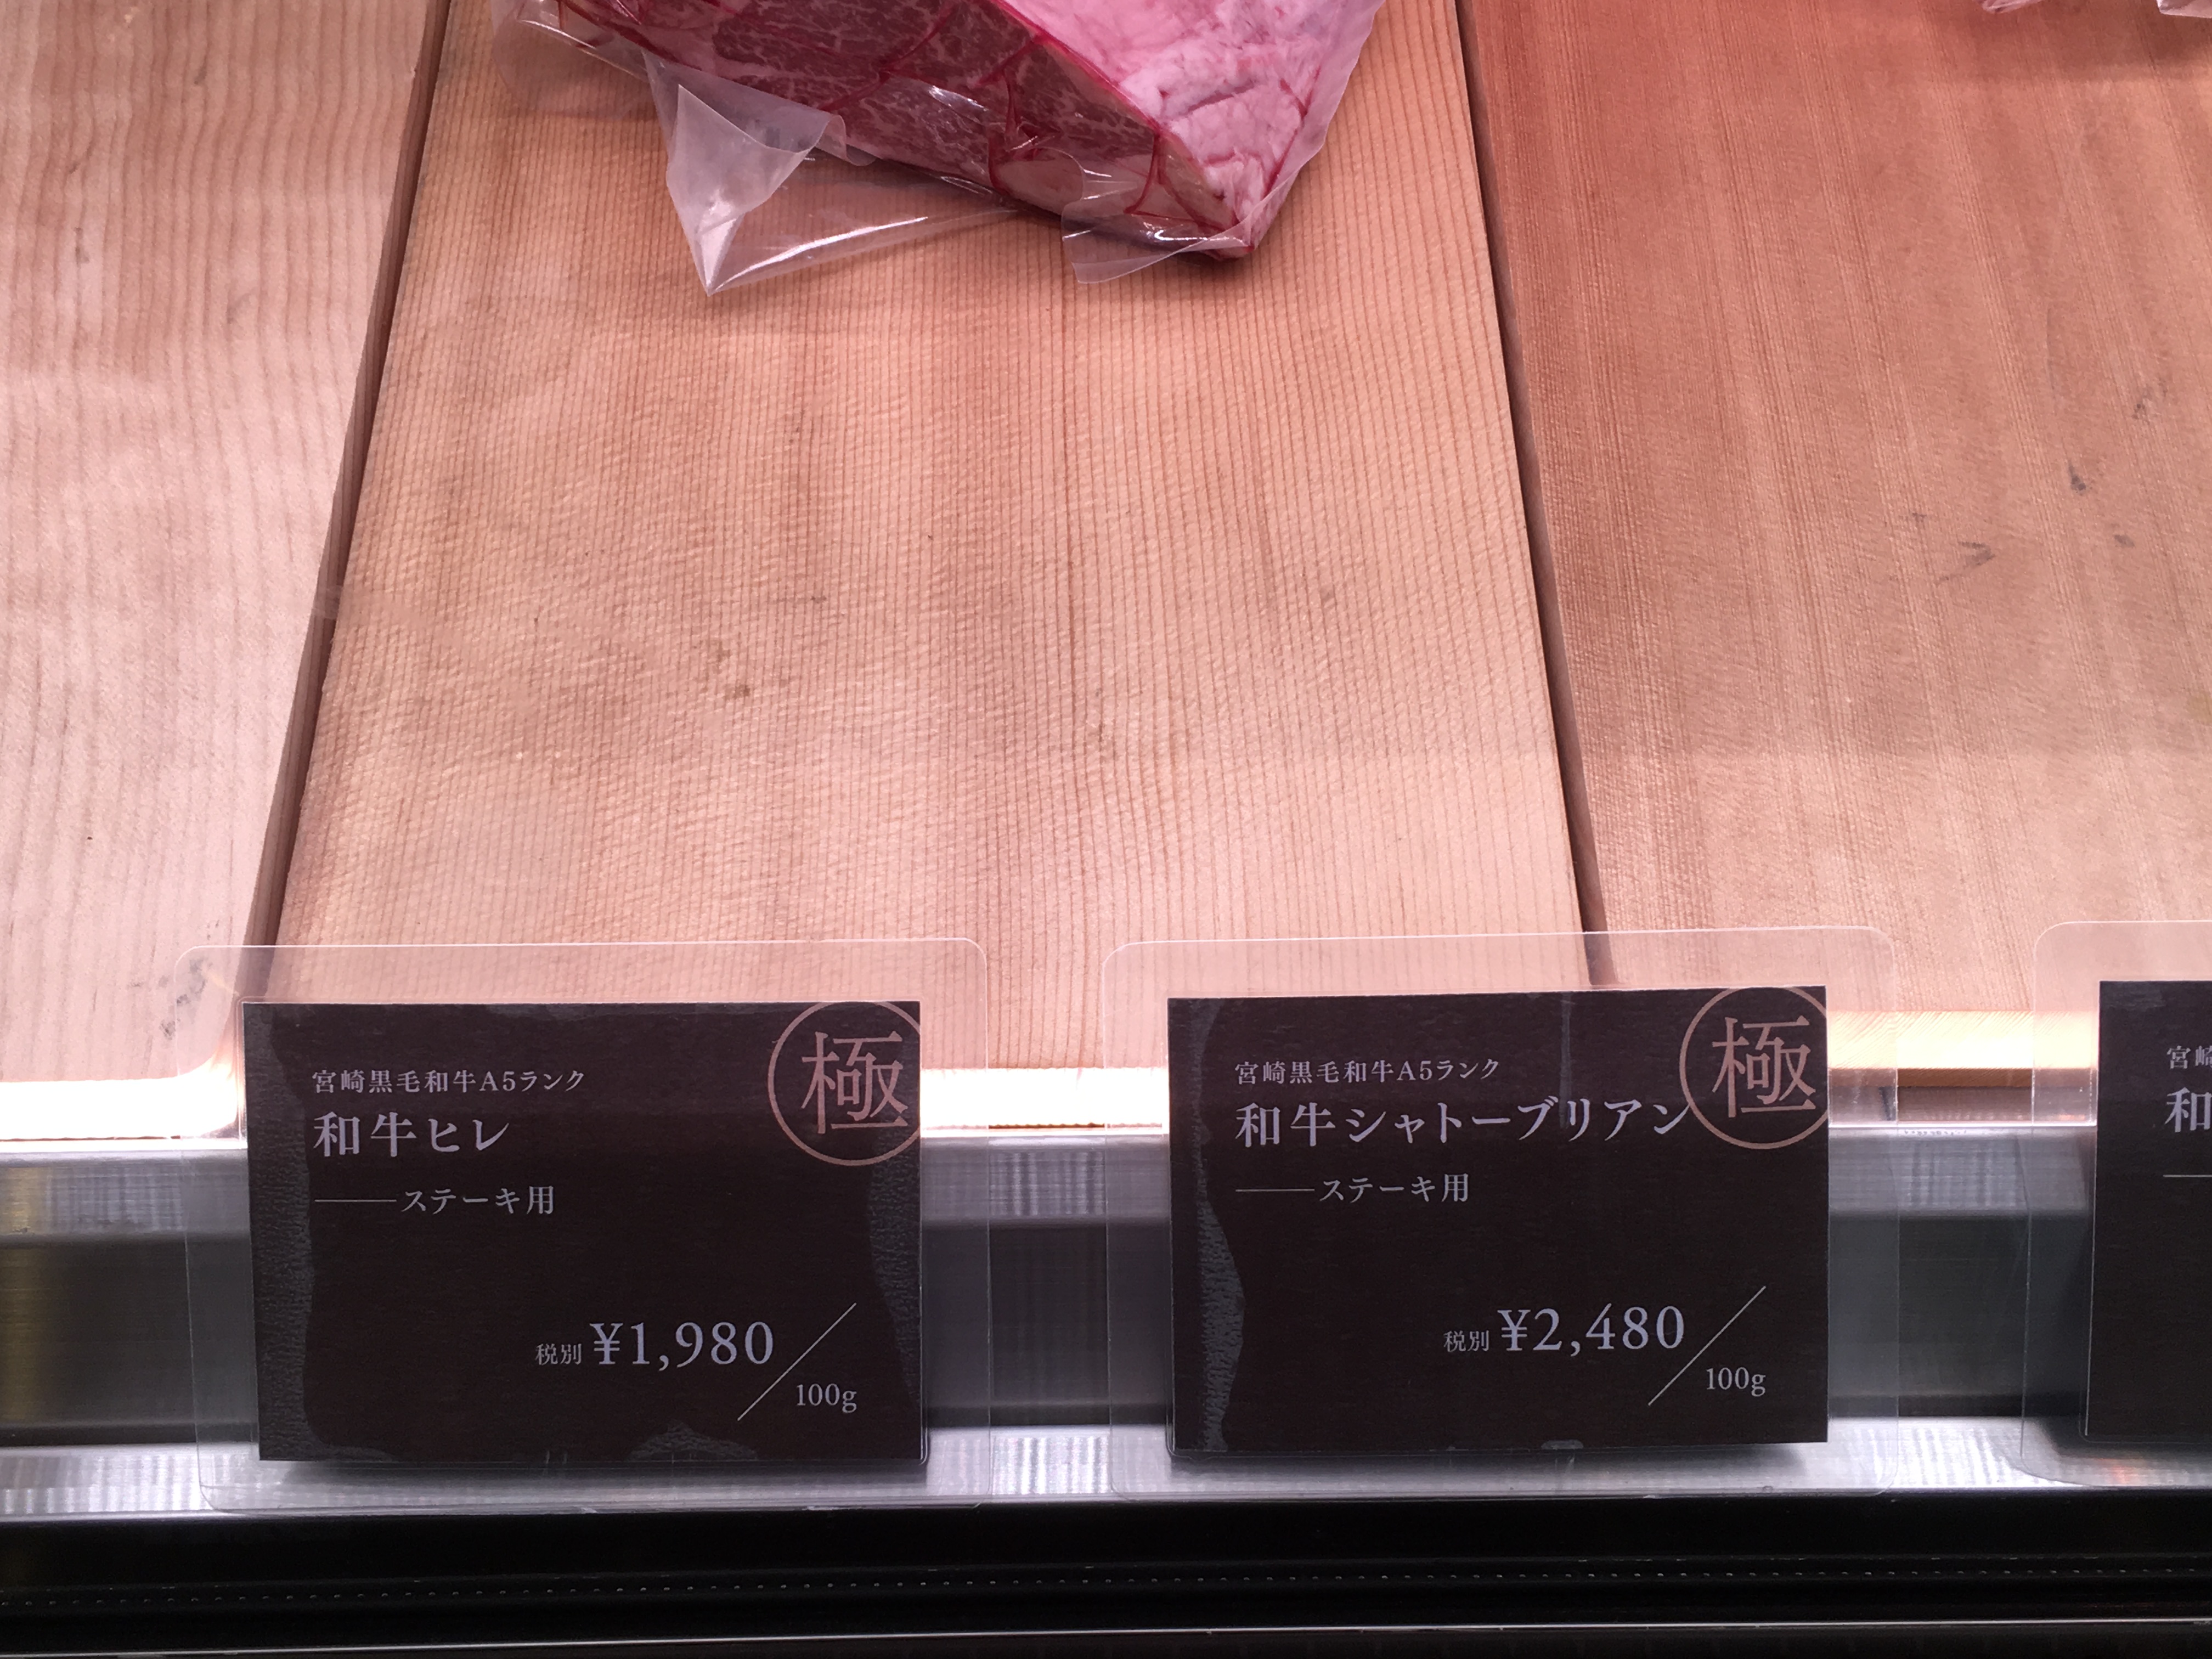 極
宮崎黒毛和牛A5ランク
和牛ヒレ
ステーキ用
税別 ¥1,980/100g
極
宮崎黒毛和牛A5ランク
和牛シャトーブリアン
ステーキ用
税別 ¥2,480/100g
宮崎
和